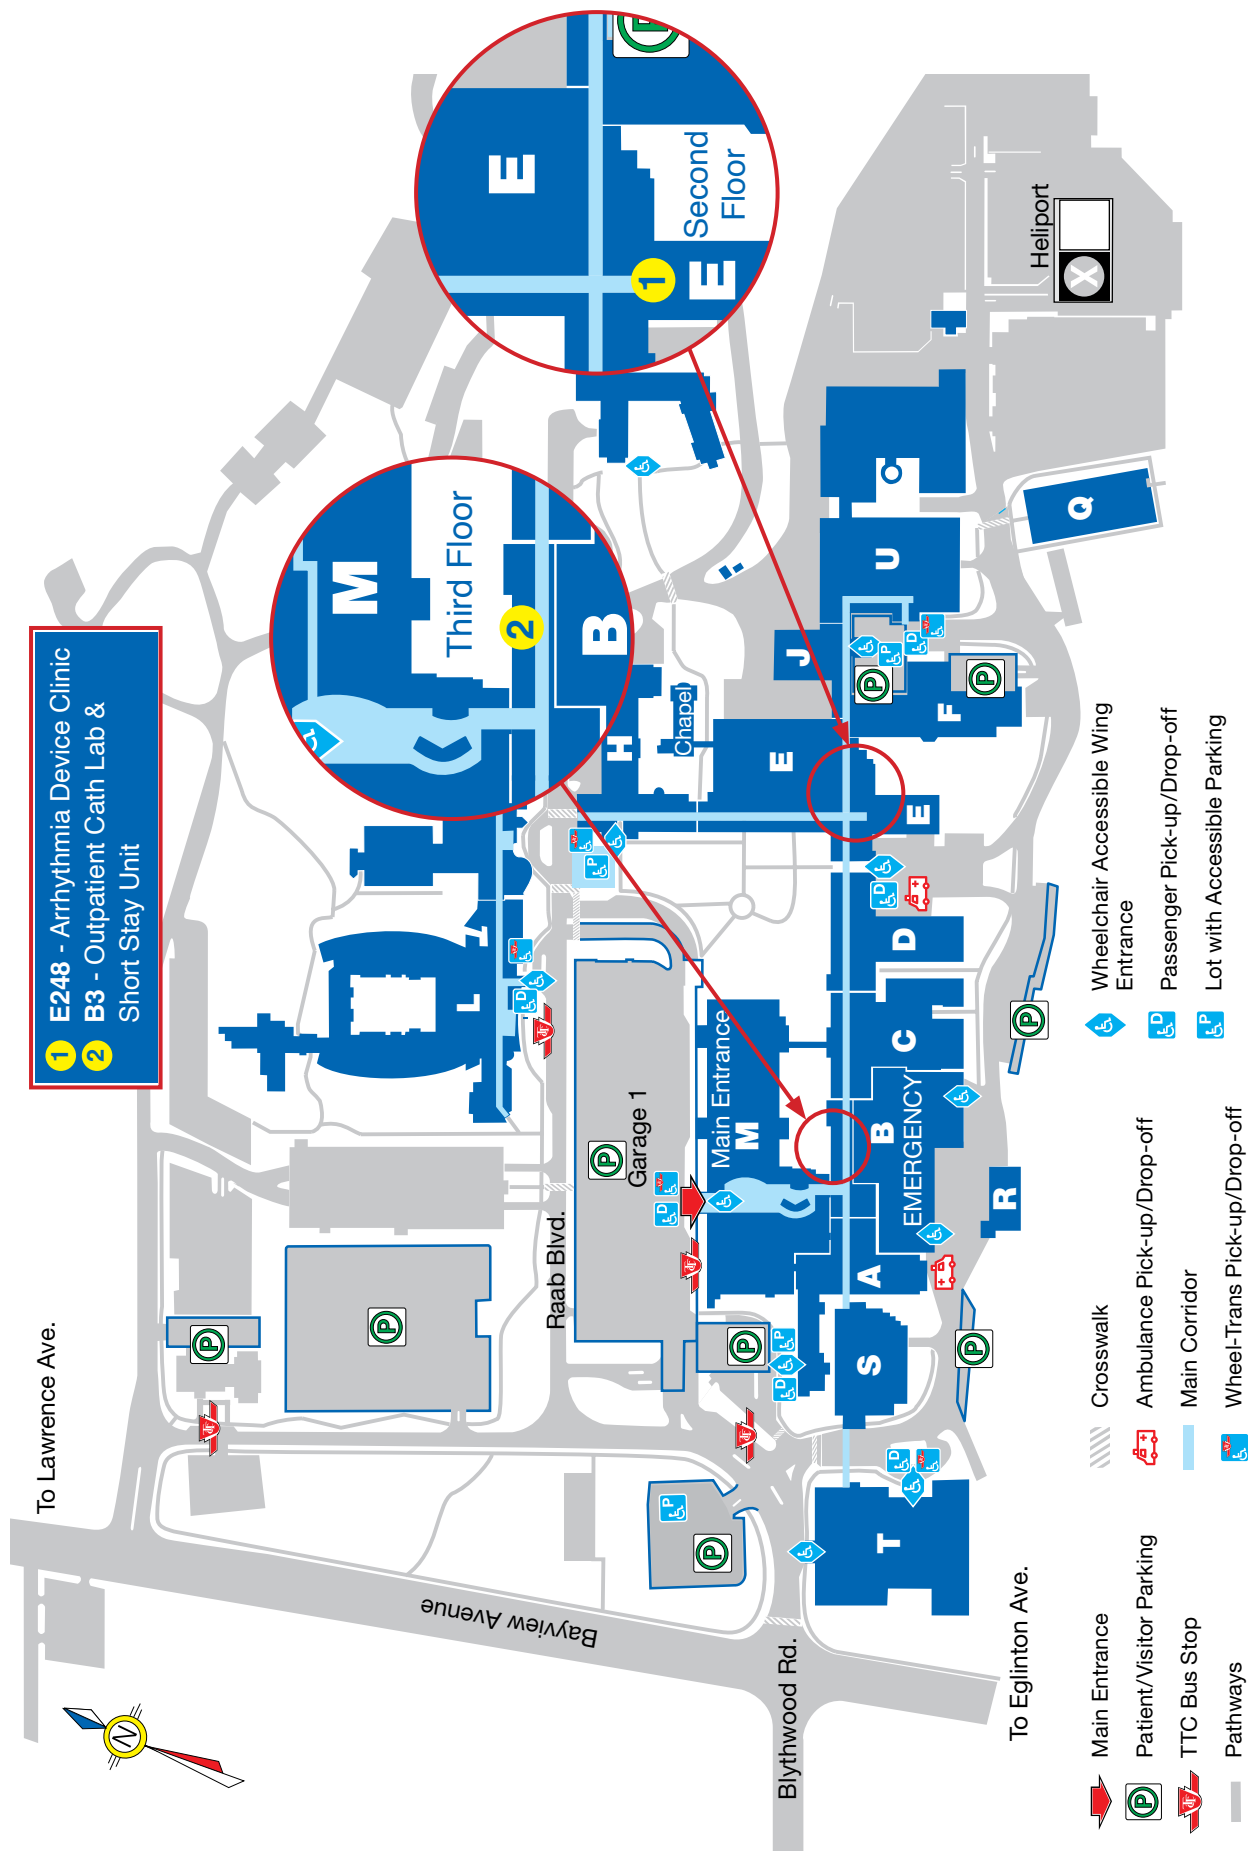 1 E248 - Arrhythmia Device Clinic
2 B3 - Outpatient Cath Lab &
Short Stay Unit
To Lawrence Ave.
Bayview Avenue
Raab Blvd.
Blythwood Rd.
To Eglinton Ave.
N
M
Third Floor
2
B
E
Second
Floor
1
E
L
T
H
Chapel
Garage 1
Main Entrance
M
E
E
J
U
O
F
Q
D
C
B
EMERGENCY
A
R
S
T
Heliport
X
P
P
P
P
P
P
P
P
P
Main Entrance
P Patient/Visitor Parking
TTC Bus Stop
Pathways
Crosswalk
Ambulance Pick-up/Drop-off
Main Corridor
Wheel-Trans Pick-up/Drop-off
Wheelchair Accessible Wing
Entrance
D Passenger Pick-up/Drop-off
P Lot with Accessible Parking